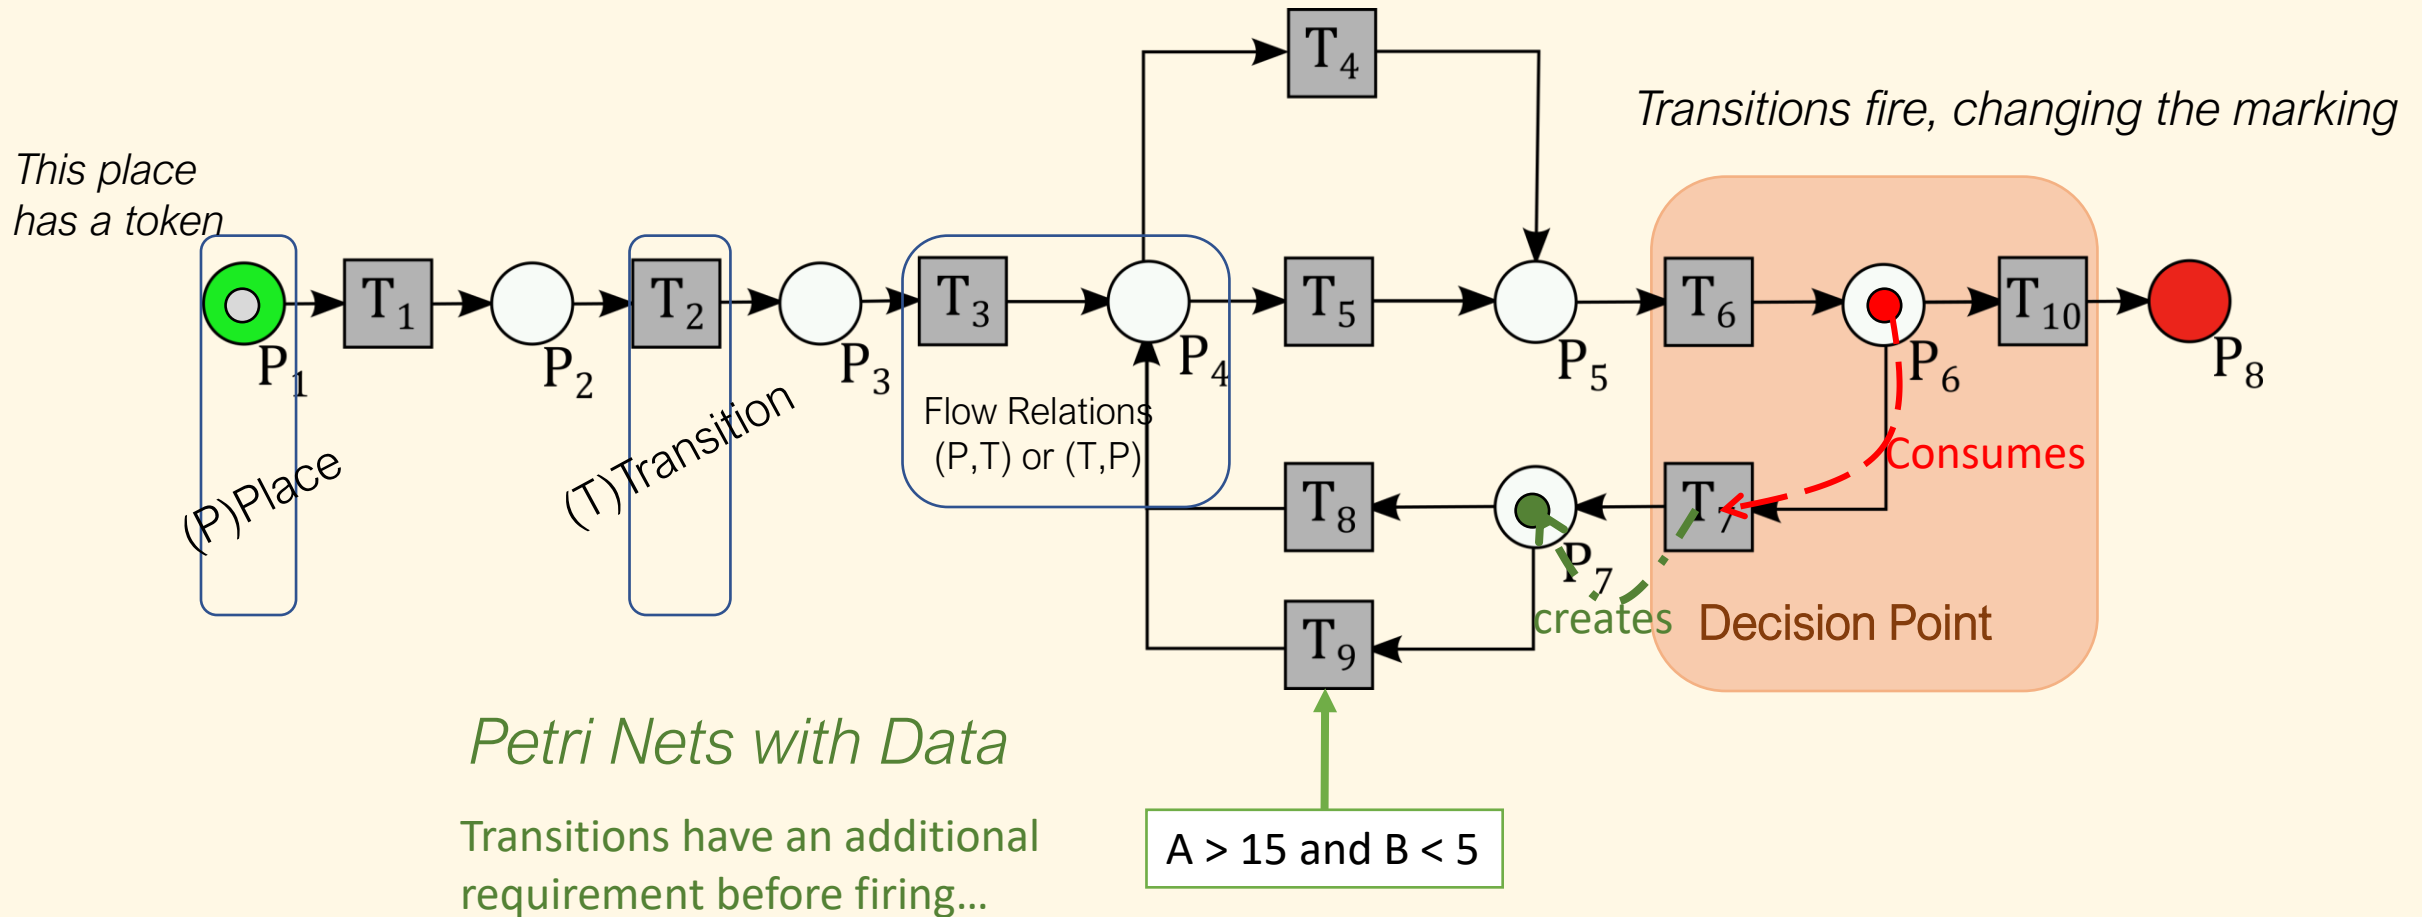 T4
Transitions fire, changing the marking
This place
has a token
P1
T1
P2
T2
P3
T3
P4
T5
P5
T6
P6
T10
P8
(P)Place
(T)Transition
Flow Relations
(P,T) or (T,P)
Consumes
T8
P7
T7
creates
Decision Point
T9
Petri Nets with Data
Transitions have an additional
requirement before firing...
A > 15 and B < 5